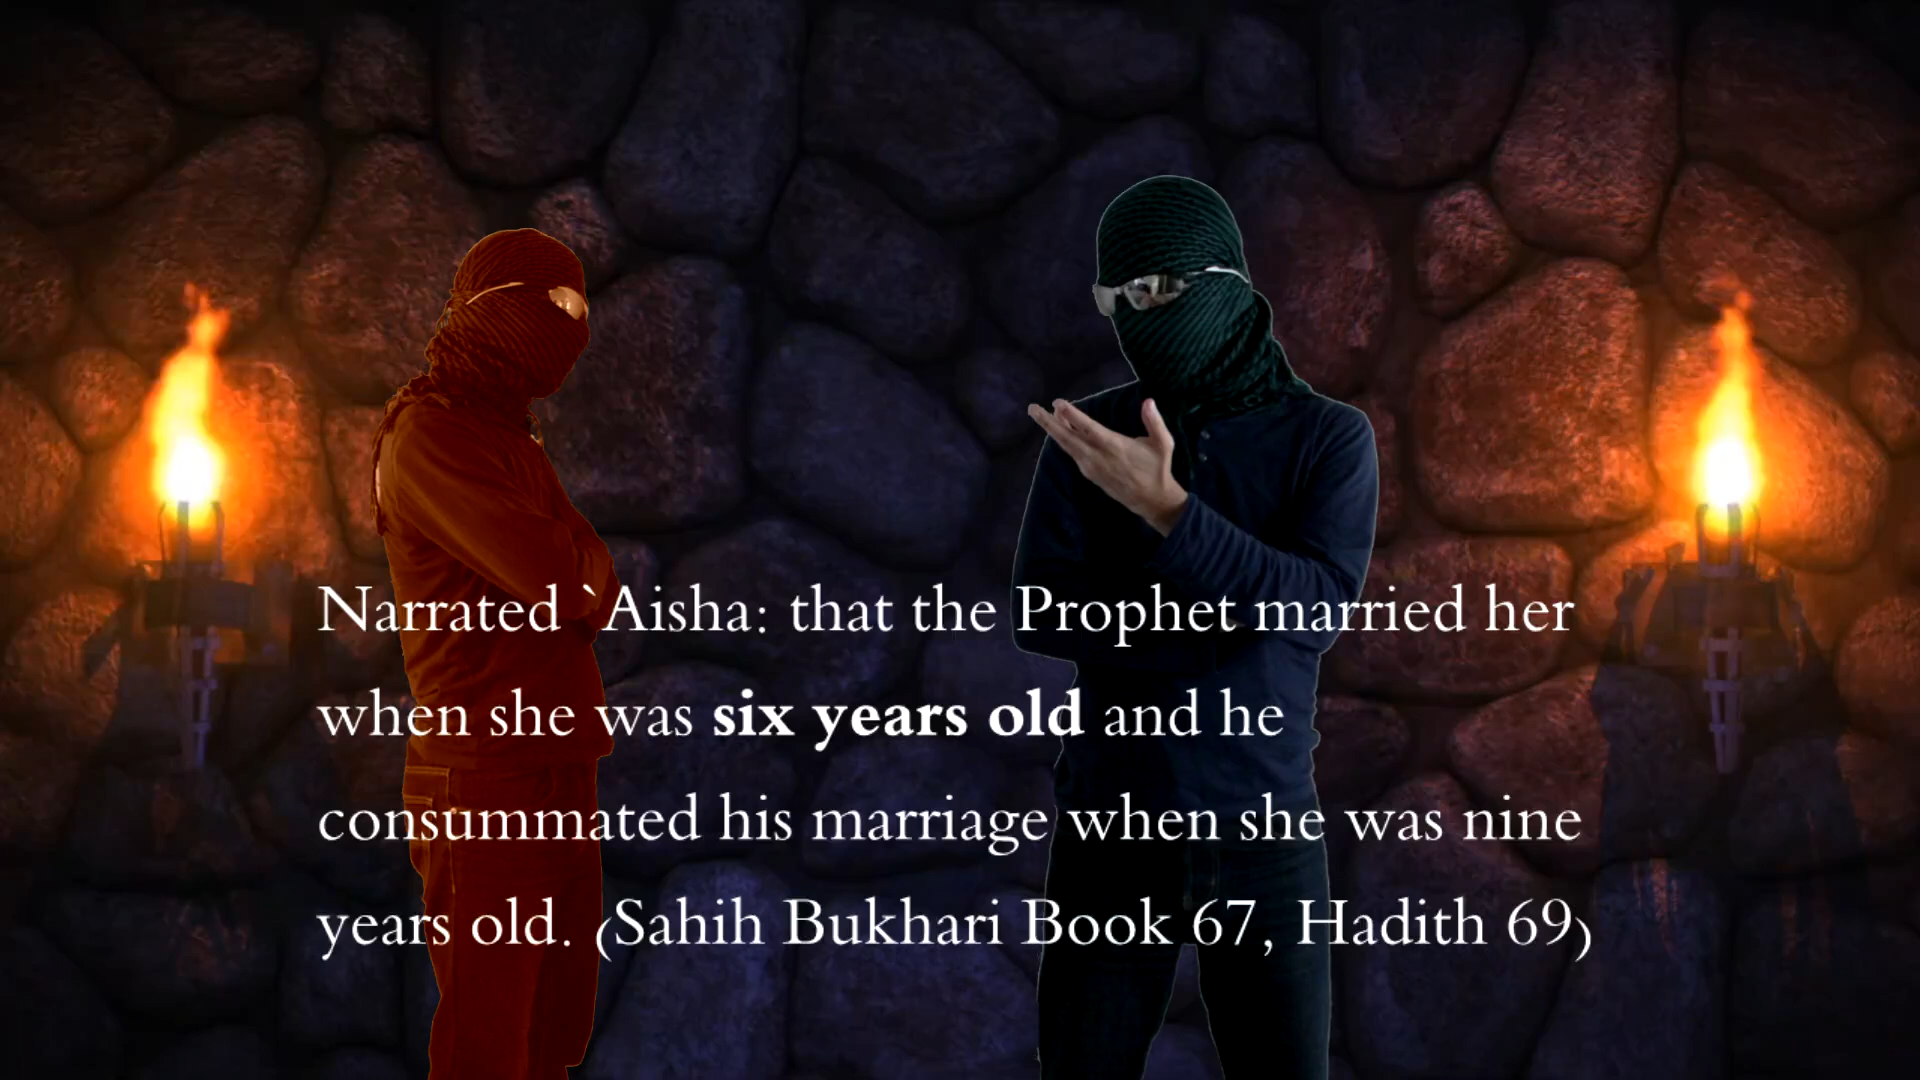 Narrated `Aisha: that the Prophet married her
when she was six years old and he
consummated his marriage when she was nine
years old. (Sahih Bukhari Book 67, Hadith 69)